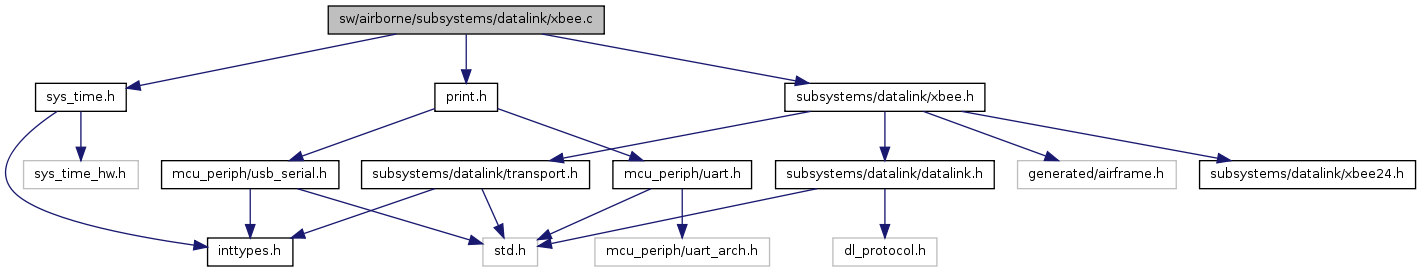 sw/airborne/subsystems/datalink/xbee.c
sys_time.h
print.h
subsystems/datalink/xbee.h
sys_time_hw.h
mcu_periph/usb_serial.h
subsystems/datalink/transport.h
mcu_periph/uart.h
subsystems/datalink/datalink.h
generated/airframe.h
subsystems/datalink/xbee24.h
inttypes.h
std.h
mcu_periph/uart_arch.h
dl_protocol.h